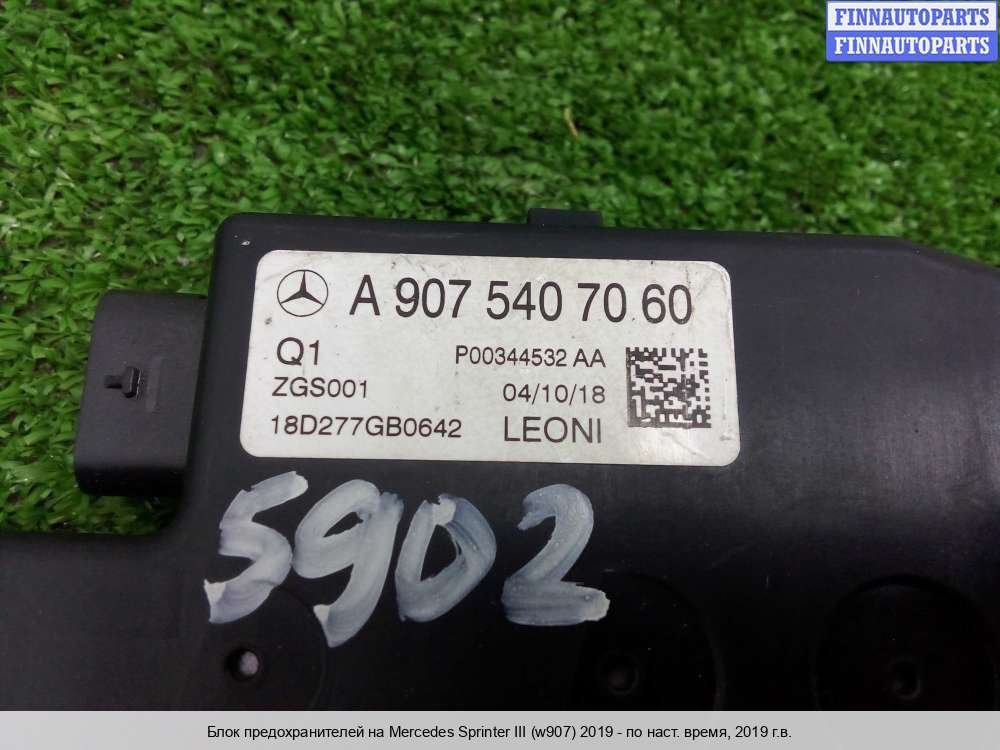 FINNAUTOPARTS
FINNAUTOPARTS
A 907 540 70 60
Q1 P00344532 AA
ZGS001 04/10/18
18D277GB0642 LEONI
5902
Блок предохранителей на Mercedes Sprinter III (w907) 2019 - по наст. время, 2019 г.в.